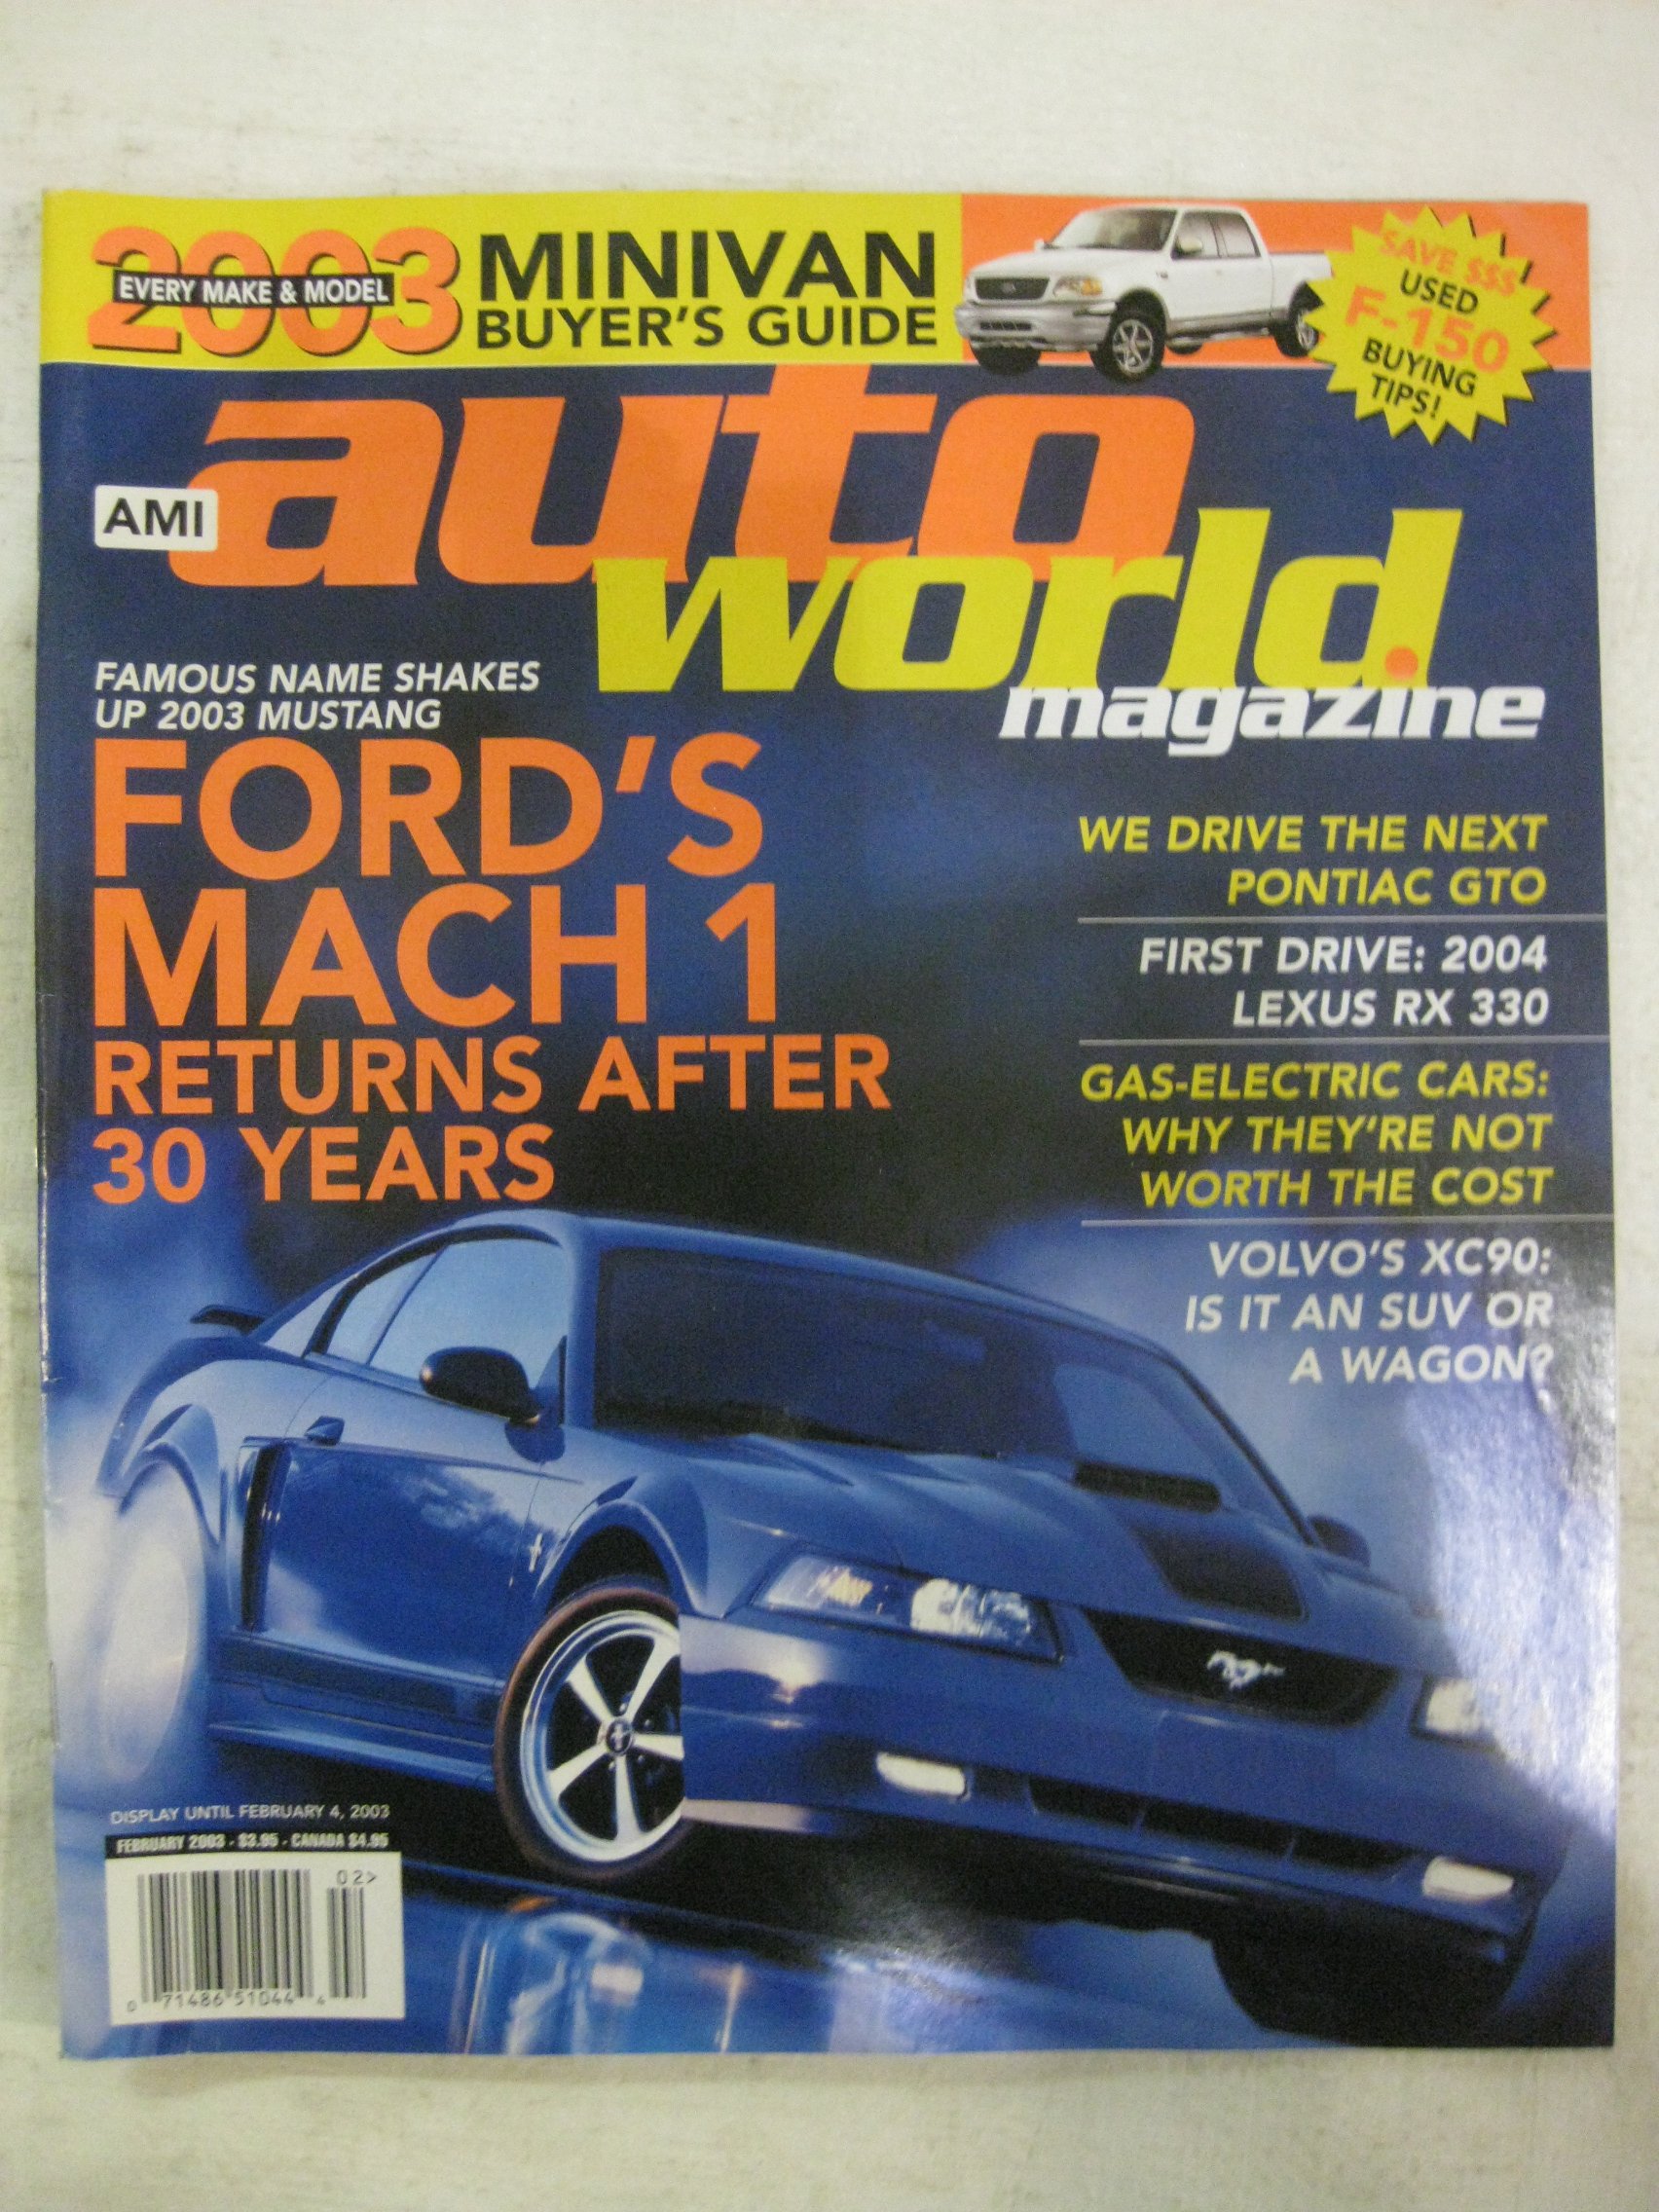 2003
EVERY MAKE & MODEL
MINIVAN
BUYER'S GUIDE
SAVE $$$
USED
F-150
BUYING
TIPS!
AMI
auto
world
magazine
FAMOUS NAME SHAKES
UP 2003 MUSTANG
FORD'S
MACH 1
RETURNS AFTER
30 YEARS
WE DRIVE THE NEXT
PONTIAC GTO
FIRST DRIVE: 2004
LEXUS RX 330
GAS-ELECTRIC CARS:
WHY THEY'RE NOT
WORTH THE COST
VOLVO'S XC90:
IS IT AN SUV OR
A WAGON?
DISPLAY UNTIL FEBRUARY 4, 2003
FEBRUARY 2003 - $3.95 - CANADA $4.95
02>
0 71486 51044 4